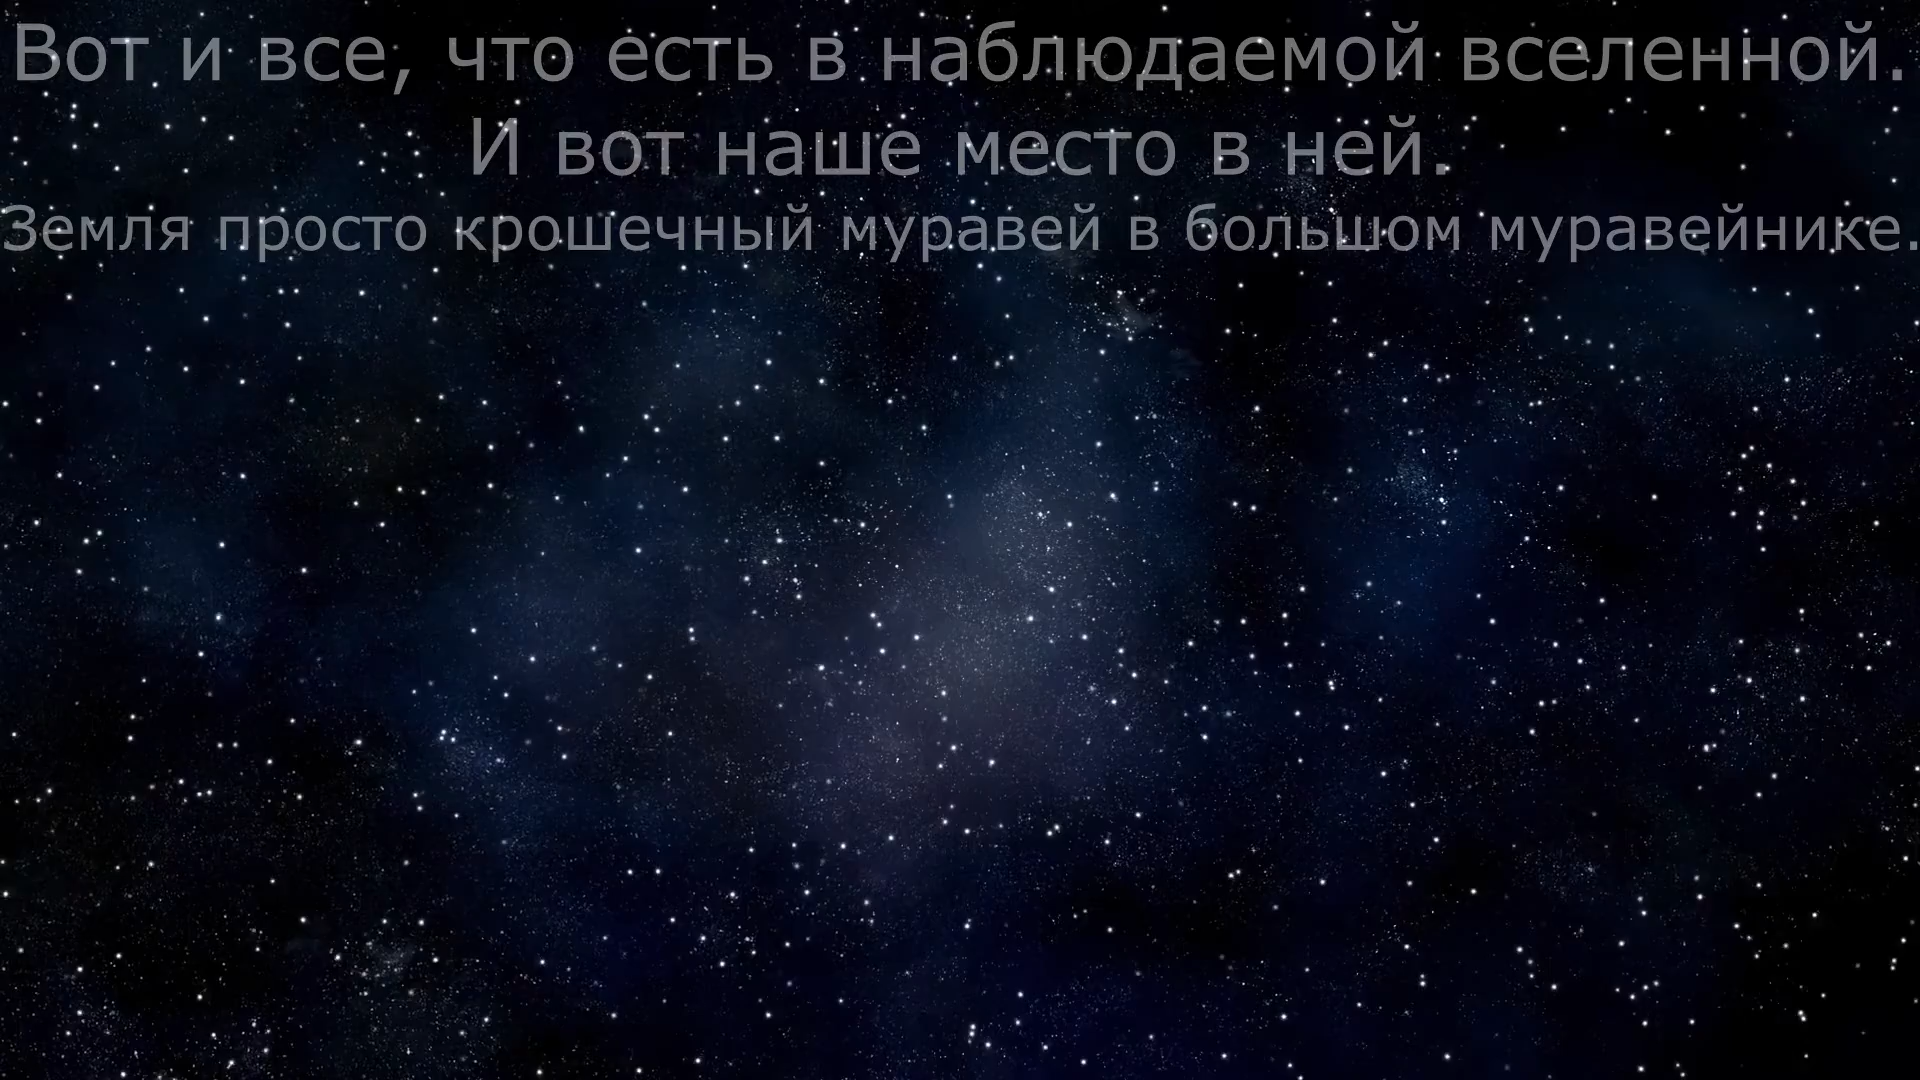 Вот и все, что есть в наблюдаемой вселенной.
И вот наше место в ней.
Земля просто крошечный муравей в большом муравейнике.